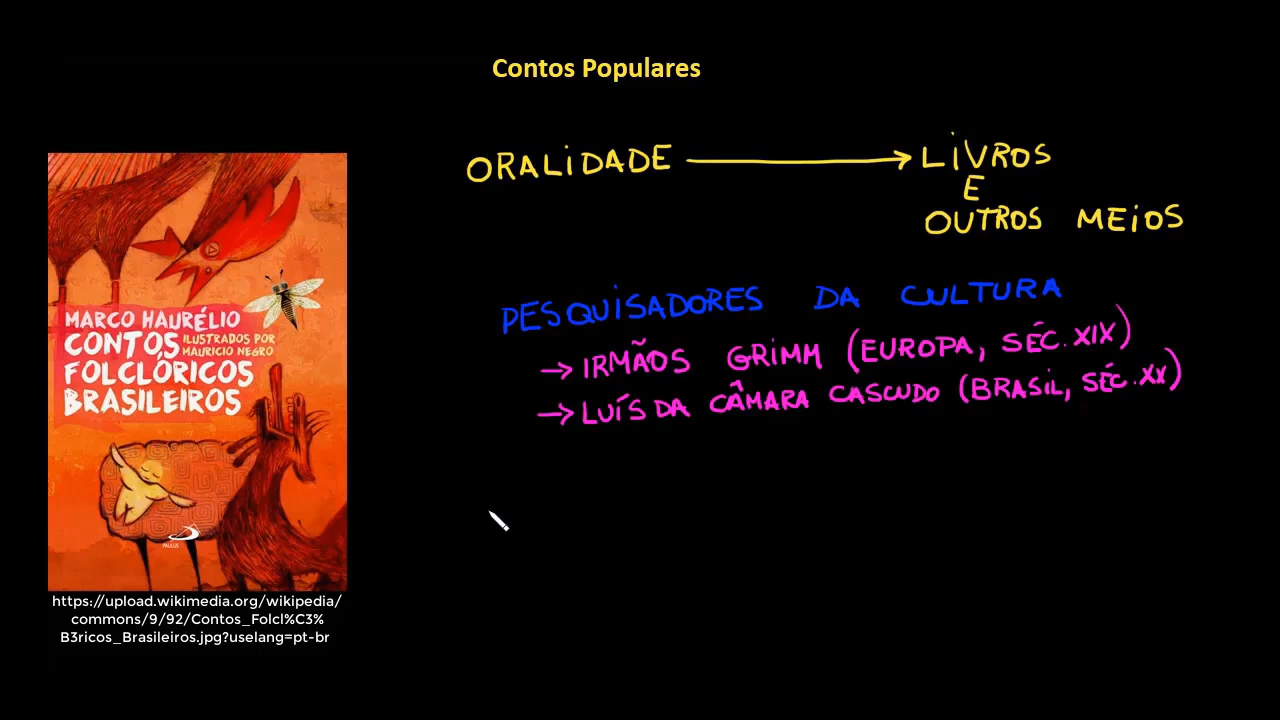 Contos Populares
ORALIDADE → LIVROS
E
OUTROS MEIOS
PESQUISADORES DA CULTURA
→ IRMÃOS GRIMM (EUROPA, SÉC. XIX)
→ LUÍS DA CÂMARA CASCUDO (BRASIL, SÉC. XX)
MARCO HAURÉLIO
CONTOS
ILUSTRADOS POR
MAURICIO NEGRO
FOLCLÔRICOS
BRASILEIROS
PAULUS
https://upload.wikimedia.org/wikipedia/
commons/9/92/Contos_Folcl%C3%
B3ricos_Brasileiros.jpg?uselang=pt-br